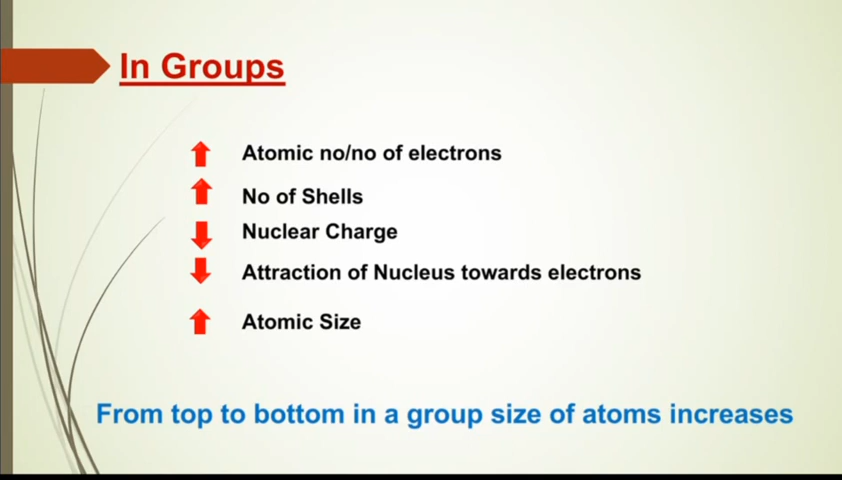 In Groups
Atomic no/no of electrons
No of Shells
Nuclear Charge
Attraction of Nucleus towards electrons
Atomic Size
From top to bottom in a group size of atoms increases